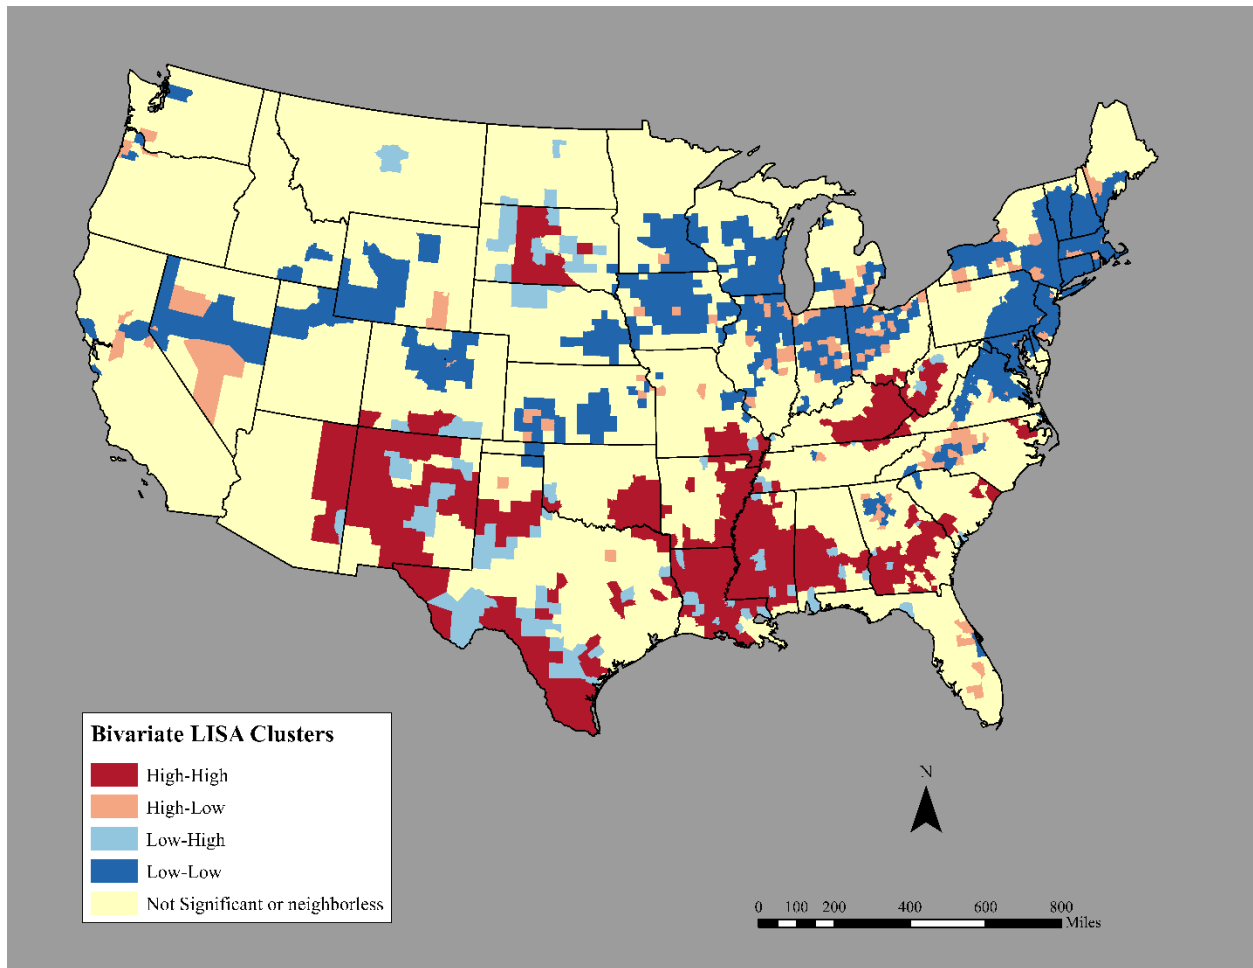 Bivariate LISA Clusters
High-High
High-Low
Low-High
Low-Low
Not Significant or neighborless
N
0 100 200 400 600 800
Miles